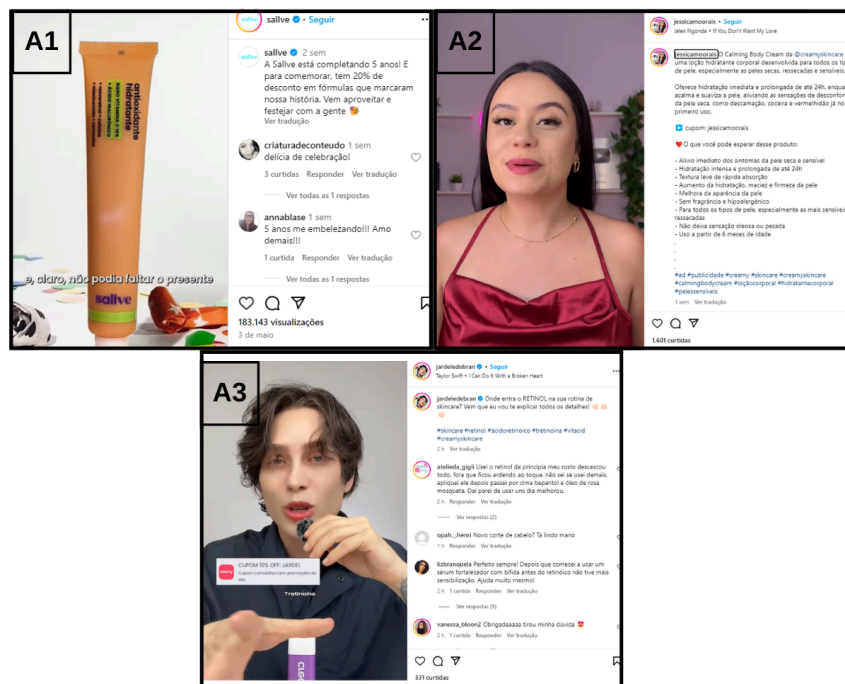 A1
antioxidante
hidratante
e, claro, não podia faltar o presente
sallve
sallve • Seguir
sallve 2 sem
A Sallve está completando 5 anos! E
para comemorar, tem 20% de
desconto em fórmulas que marcaram
nossa história. Vem aproveitar e
festejar com a gente
Ver tradução
criaturadeconteudo 1 sem
delícia de celebração!
3 curtidas Responder Ver tradução
Ver todas as 1 respostas
annablase 1 sem
5 anos me embelezando!!! Amo
demais!!!
1 curtida Responder Ver tradução
Ver todas as 1 respostas
183.143 visualizações
3 de maio
A2
jessicamoorais • Seguir
Jalen Ngonda • If You Don't Want My Love
jessicamoorais O Calming Body Cream da @creamyskincare
uma loção hidratante corporal desenvolvida para todos os tip
de pele, especialmente as peles secas, ressecadas e sensíveis.
Oferece hidratação imediata e prolongada de até 24h, enqua
acalma e suaviza a pele, aliviando as sensações de desconfor
da pele seca, como descamação, coceira e vermelhidão já no
primeiro uso.
cupom: jessicamoorais
O que você pode esperar desse produto:
- Alívio imediato dos sintomas da pele seca e sensível
- Hidratação intensa e prolongada de até 24h
- Textura leve de rápida absorção
- Aumento da hidratação, maciez e firmeza da pele
- Melhora da aparência da pele
- Sem fragrância e hipoalergênico
- Para todos os tipos de pele, especialmente as mais sensívei
ressecadas
- Não deixa sensação oleosa ou pesada
- Uso a partir de 6 meses de idade
.
.
.
.
#ad #publicidade #creamy #skincare #creamyskincare
#calmingbodycream #loçãocorporal #hidratantecorporal
#pelessensiveis
1 sem Ver tradução
1.601 curtidas
A3
CUPOM 10% OFF: JARDEL
Cupom cumulativo com promoções do
site
Tretinoína
jardeledebran • Seguir
Taylor Swift • I Can Do It With a Broken Heart
jardeledebran Onde entra o RETINOL na sua rotina de
skincare? Vem que eu vou te explicar todos os detalhes!
#skincare #retinol #ácidoretinoico #tretinoina #vitacid
#creamyskincare
2 h Ver tradução
atelieda_gigii Usei o retinol da principia meu rosto descascou
todo, fora que ficou ardendo ao toque, não sei se usei demais,
apliquei ele depois passei por cima bepantol e óleo de rosa
mosqueta. Daí parei de usar uns dia melhorou.
2 h Responder Ver tradução
Ver respostas (2)
opah._.henri Novo corte de cabelo? Tá lindo mano
1 h Responder Ver tradução
lizbranquela Perfeito sempre! Depois que comecei a usar um
sérum fortalecedor com bifida antes do retinóico não tive mais
sensibilização. Ajuda muito mesmo!
2 h 1 curtida Responder Ver tradução
Ver respostas (5)
vanessa_bloon2 Obrigadaaaaa tirou minha dúvida
2 h 1 curtida Responder Ver tradução
331 curtidas